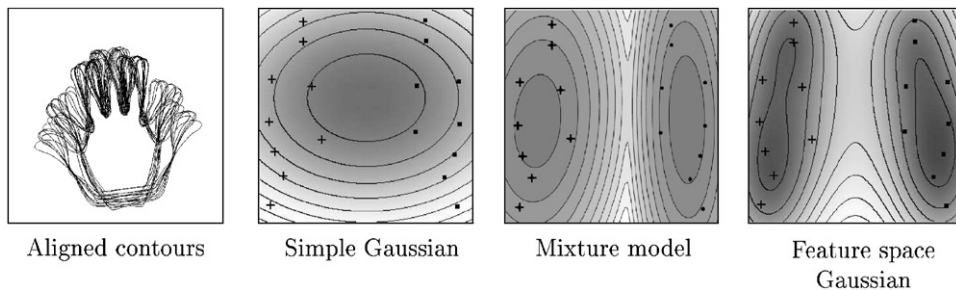 Aligned contours
Simple Gaussian
Mixture model
Feature space
Gaussian